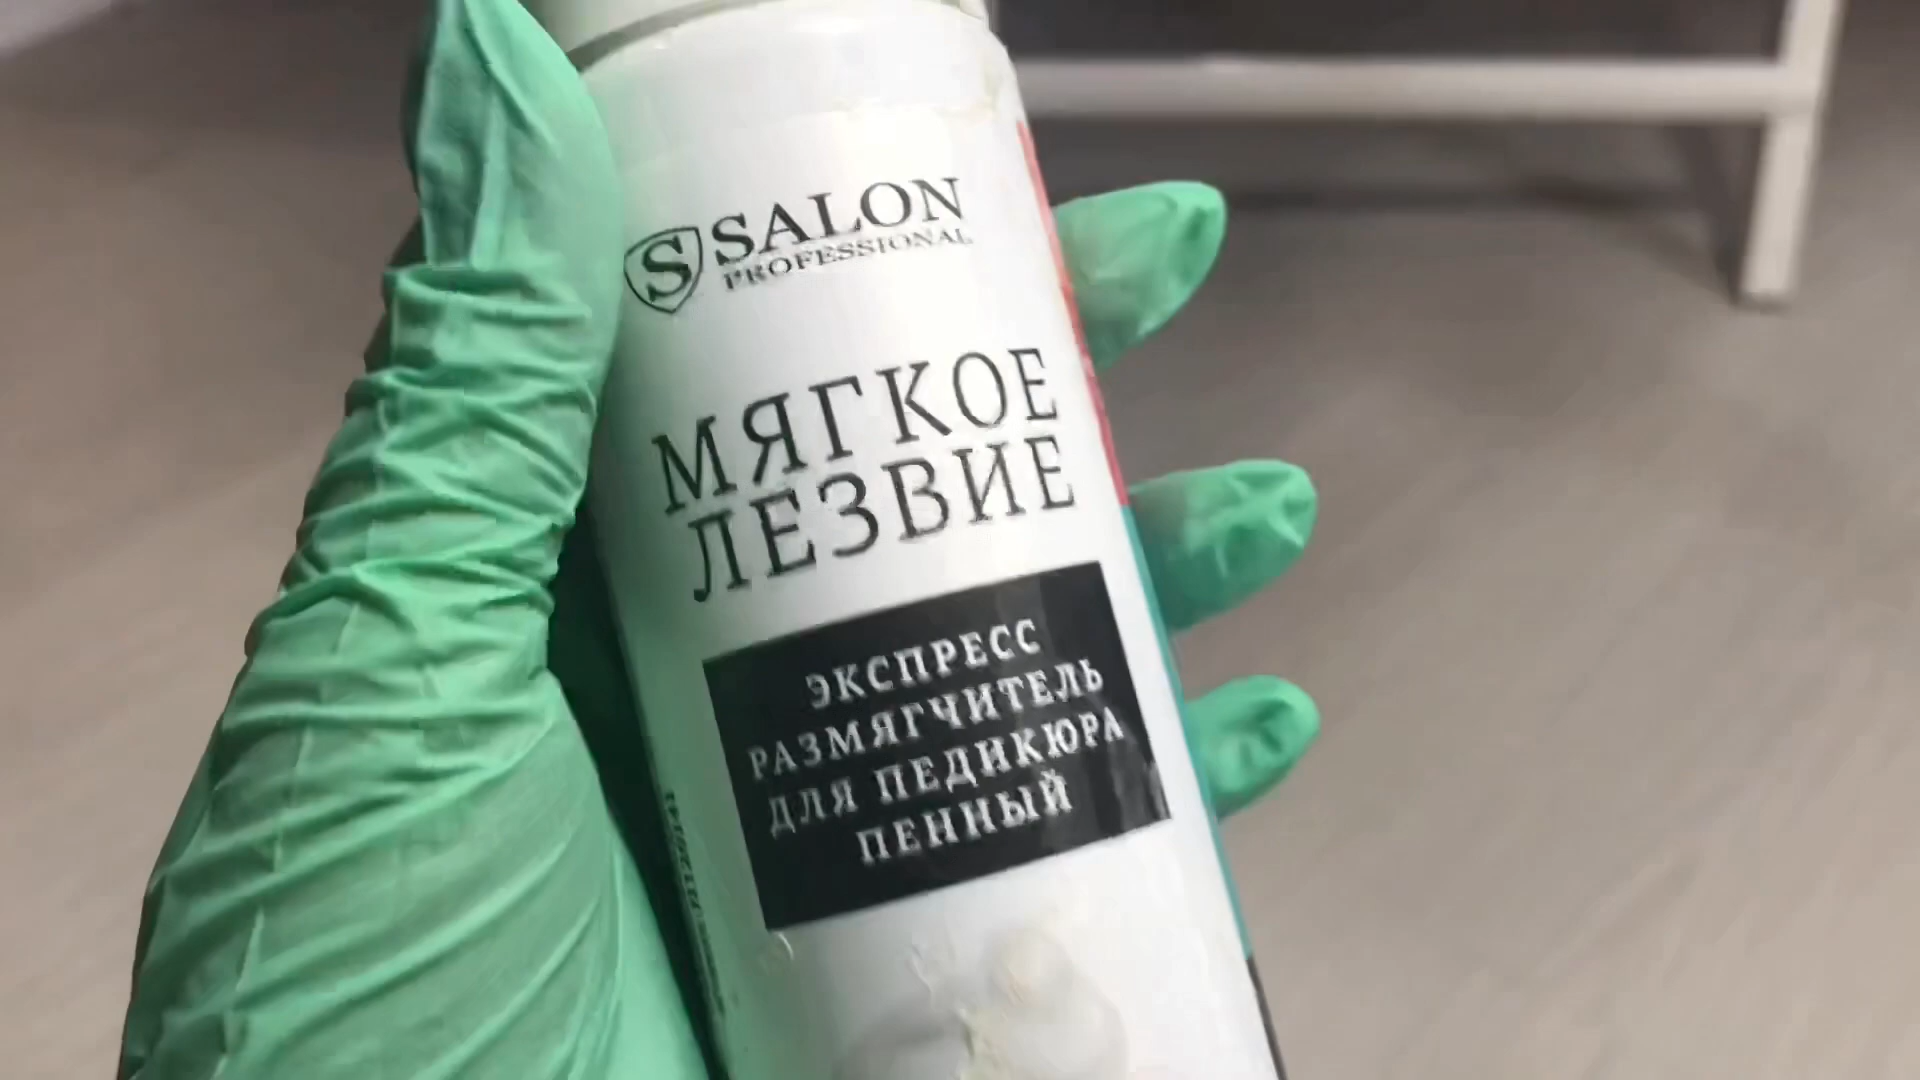 S SALON
PROFESSIONAL
МЯГКОЕ
ЛЕЗВИЕ
ЭКСПРЕСС
РАЗМЯГЧИТЕЛЬ
ДЛЯ ПЕДИКЮРА
ПЕННЫЙ